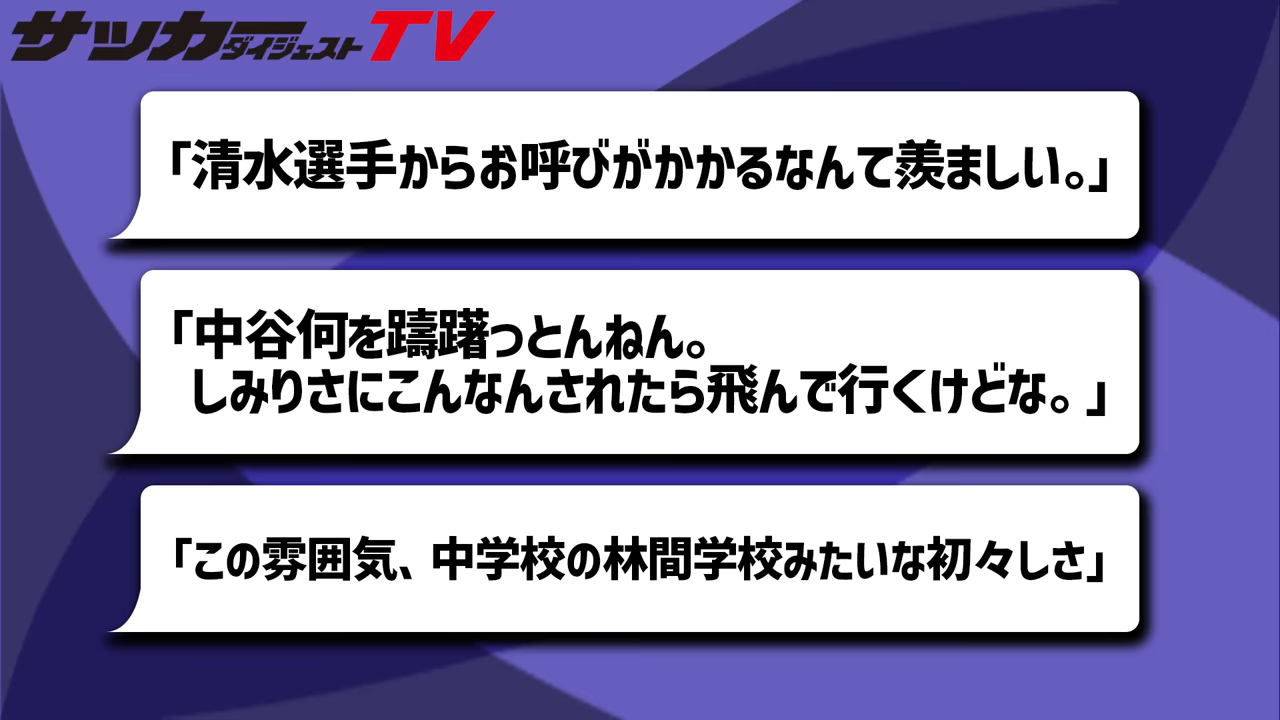 サッカーダイジェストTV
「清水選手からお呼びがかかるなんて羨ましい。」
「中谷何を躊躇っとんねん。
しみりさにこんなんされたら飛んで行くけどな。」
「この雰囲気、中学校の林間学校みたいな初々しさ」